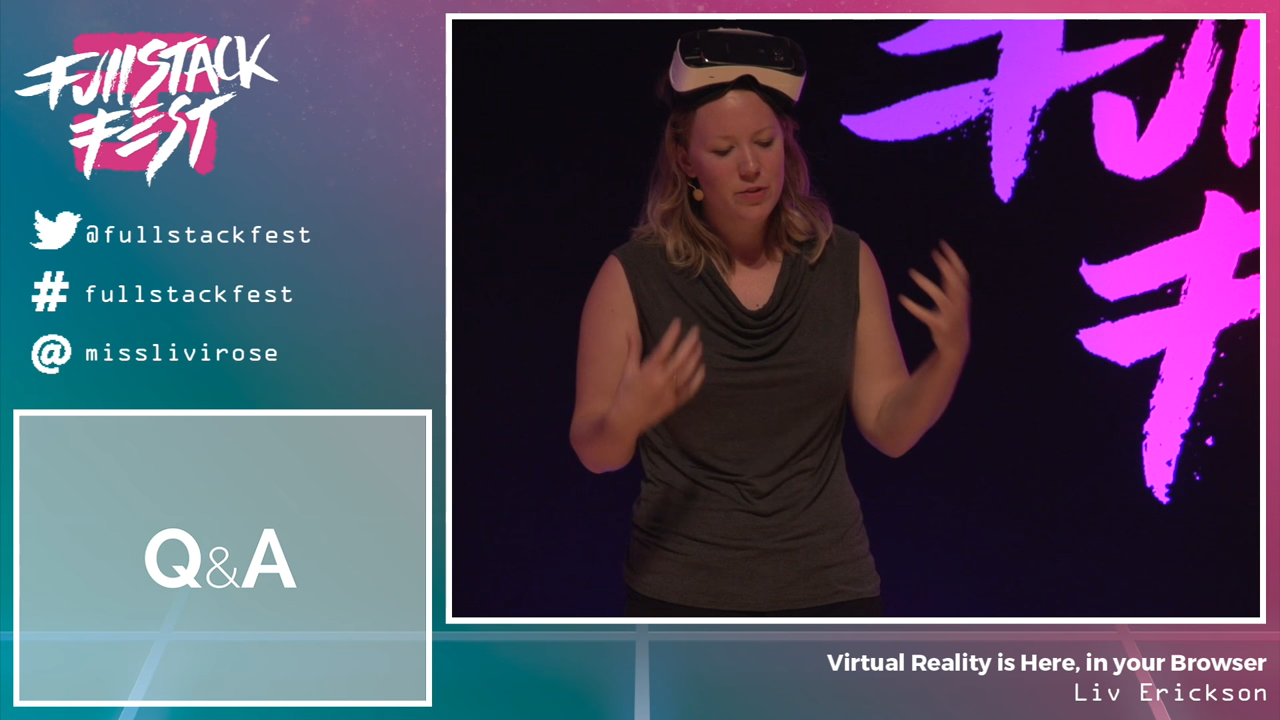 FullSTACK
FEST
@fullstackfest
# fullstackfest
@ misslivirose
Q&A
Virtual Reality is Here, in your Browser
Liv Erickson